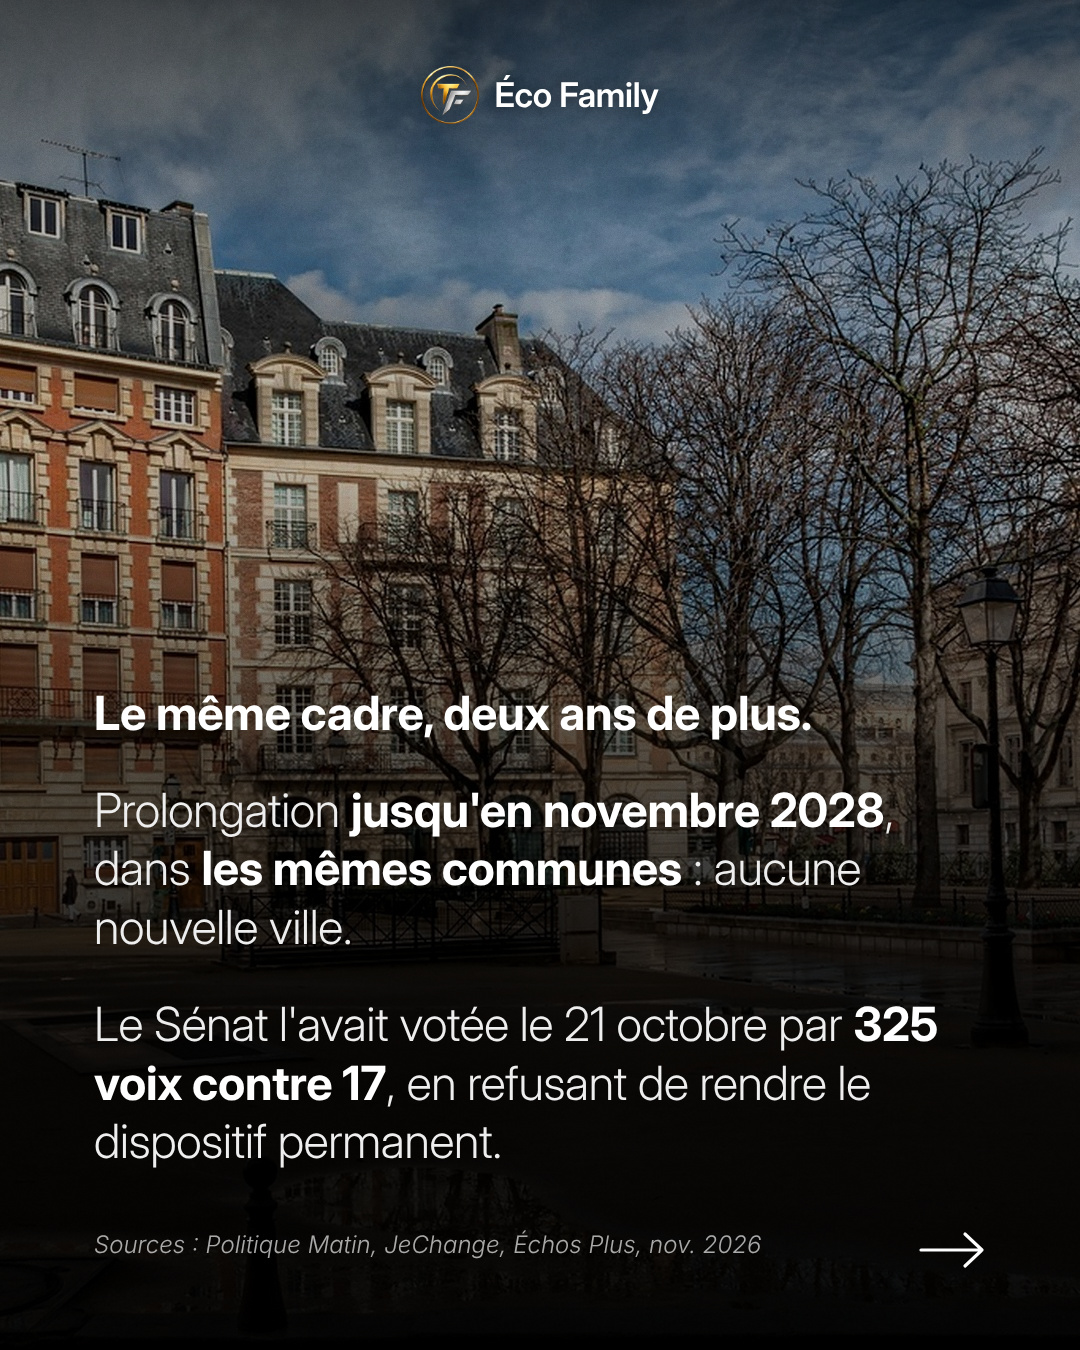 TF Éco Family
Le même cadre, deux ans de plus.
Prolongation jusqu'en novembre 2028,
dans les mêmes communes : aucune
nouvelle ville.
Le Sénat l'avait votée le 21 octobre par 325
voix contre 17, en refusant de rendre le
dispositif permanent.
Sources : Politique Matin, JeChange, Échos Plus, nov. 2026